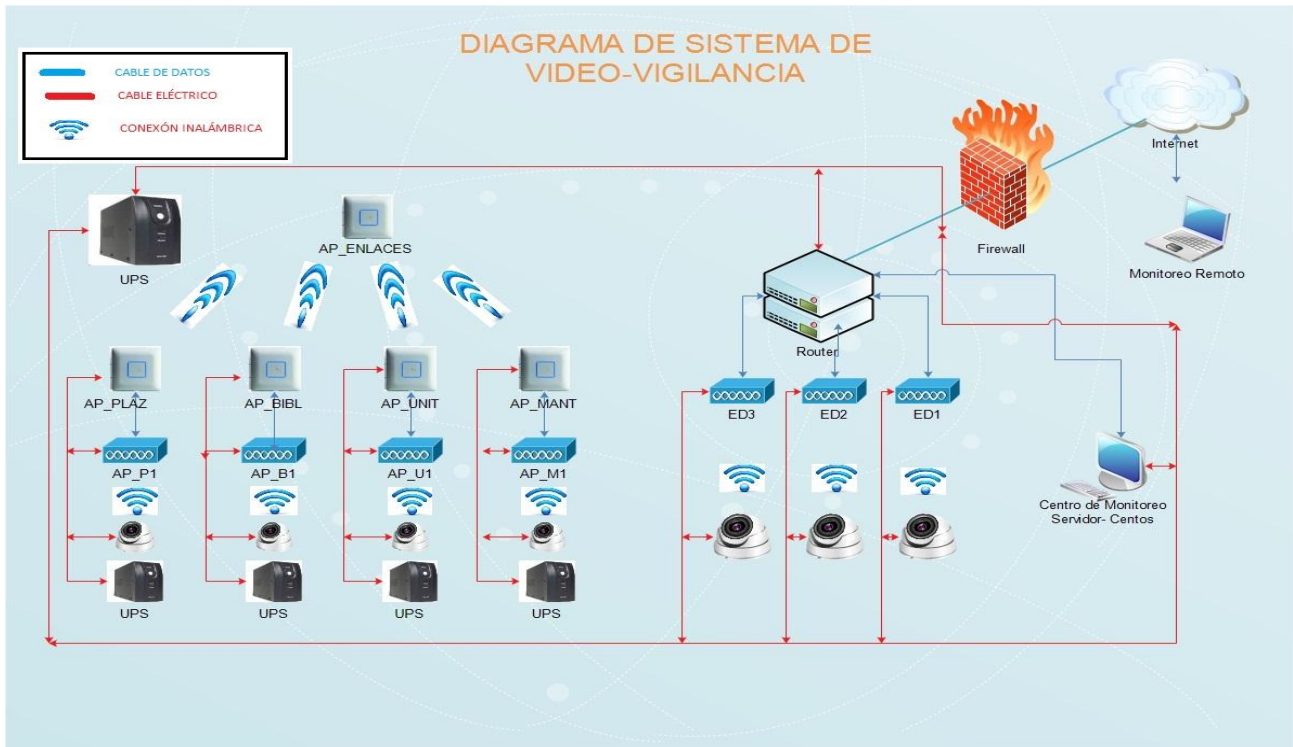 DIAGRAMA DE SISTEMA DE
VIDEO-VIGILANCIA
CABLE DE DATOS
CABLE ELÉCTRICO
CONEXÓN INALÁMBRICA
Internet
Firewall
Monitoreo Remoto
UPS
AP_ENLACES
Router
AP_PLAZ
AP_BIBL
AP_UNIT
AP_MANT
ED3
ED2
ED1
AP_P1
AP_B1
AP_U1
AP_M1
Centro de Monitoreo
Servidor- Centos
UPS
UPS
UPS
UPS